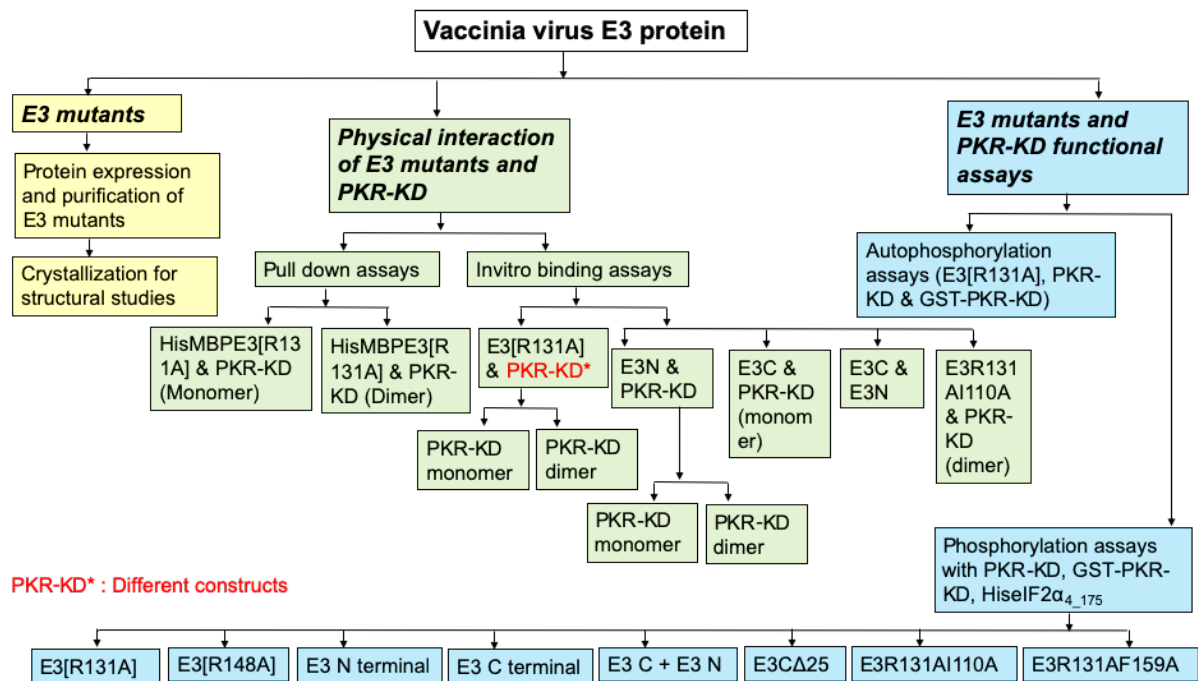 Vaccinia virus E3 protein
E3 mutants
Protein expression
and purification of
E3 mutants
Crystallization for
structural studies
Physical interaction
of E3 mutants and
PKR-KD
Pull down assays
Invitro binding assays
HisMBPE3[R13
1A] & PKR-KD
(Monomer)
HisMBPE3[R
131A] & PKR-
KD (Dimer)
E3[R131A]
& PKR-KD*
PKR-KD
monomer
PKR-KD
dimer
E3N &
PKR-KD
PKR-KD
monomer
PKR-KD
dimer
E3C &
PKR-KD
(monom
er)
E3C &
E3N
E3R131
AI110A
& PKR-
KD
(dimer)
E3 mutants and
PKR-KD functional
assays
Autophosphorylation
assays (E3[R131A], PKR-
KD & GST-PKR-KD)
Phosphorylation assays
with PKR-KD, GST-PKR-
KD, HiseIF2α4_175
PKR-KD* : Different constructs
E3[R131A]
E3[R148A]
E3 N terminal
E3 C terminal
E3 C + E3 N
E3CΔ25
E3R131AI110A
E3R131AF159A